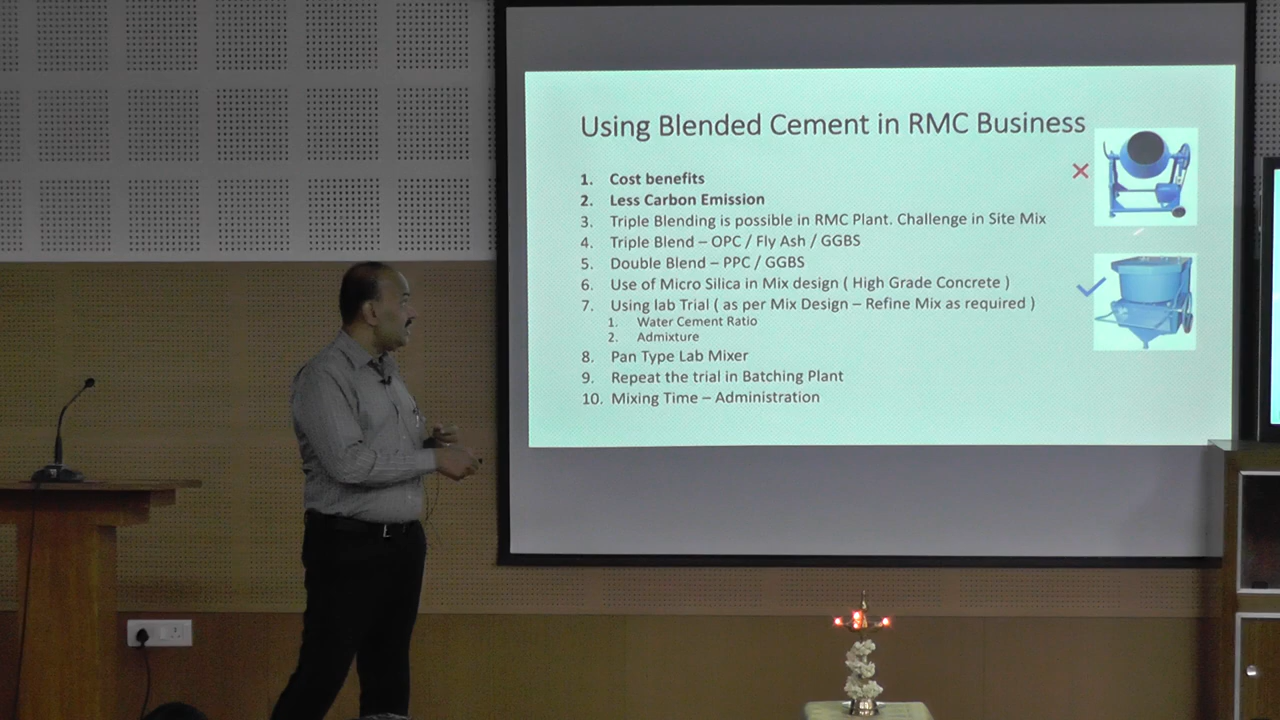 Using Blended Cement in RMC Business
1. Cost benefits
2. Less Carbon Emission
3. Triple Blending is possible in RMC Plant. Challenge in Site Mix
4. Triple Blend – OPC / Fly Ash / GGBS
5. Double Blend – PPC / GGBS
6. Use of Micro Silica in Mix design ( High Grade Concrete )
7. Using lab Trial ( as per Mix Design – Refine Mix as required )
1. Water Cement Ratio
2. Admixture
8. Pan Type Lab Mixer
9. Repeat the trial in Batching Plant
10. Mixing Time – Administration